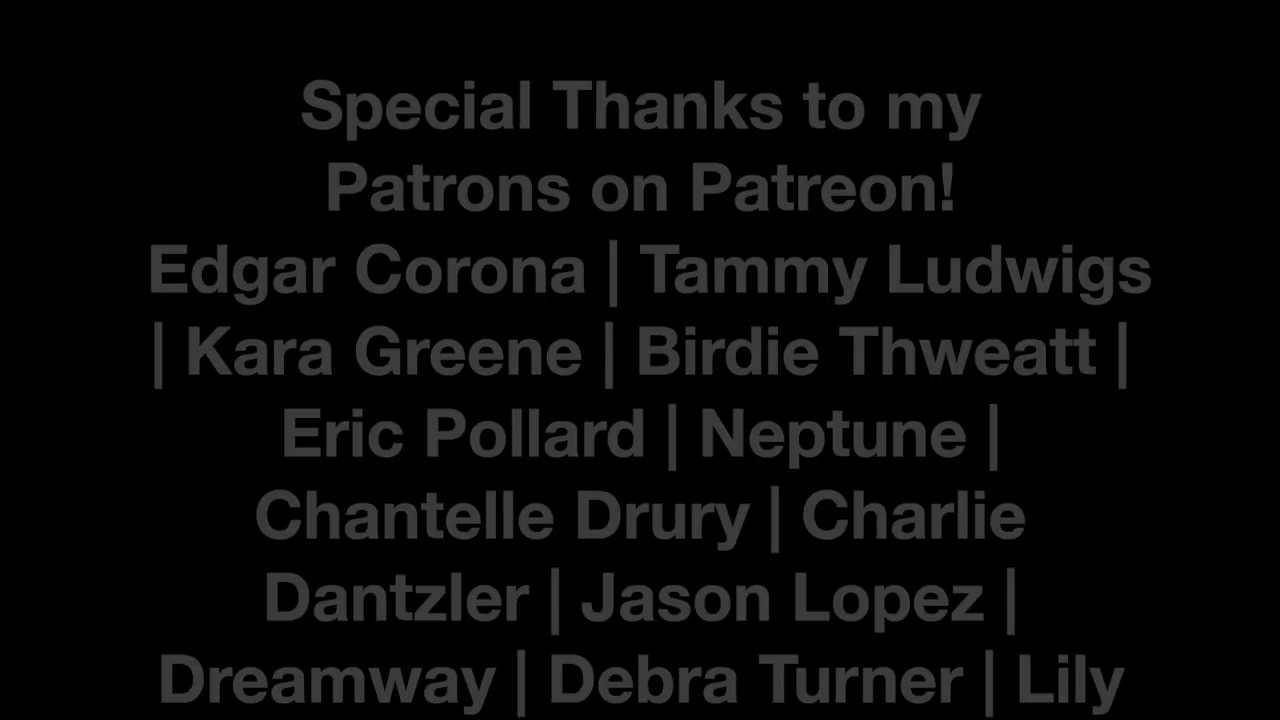 Special Thanks to my
Patrons on Patreon!
Edgar Corona | Tammy Ludwigs
| Kara Greene | Birdie Thweatt |
Eric Pollard | Neptune |
Chantelle Drury | Charlie
Dantzler | Jason Lopez |
Dreamway | Debra Turner | Lily